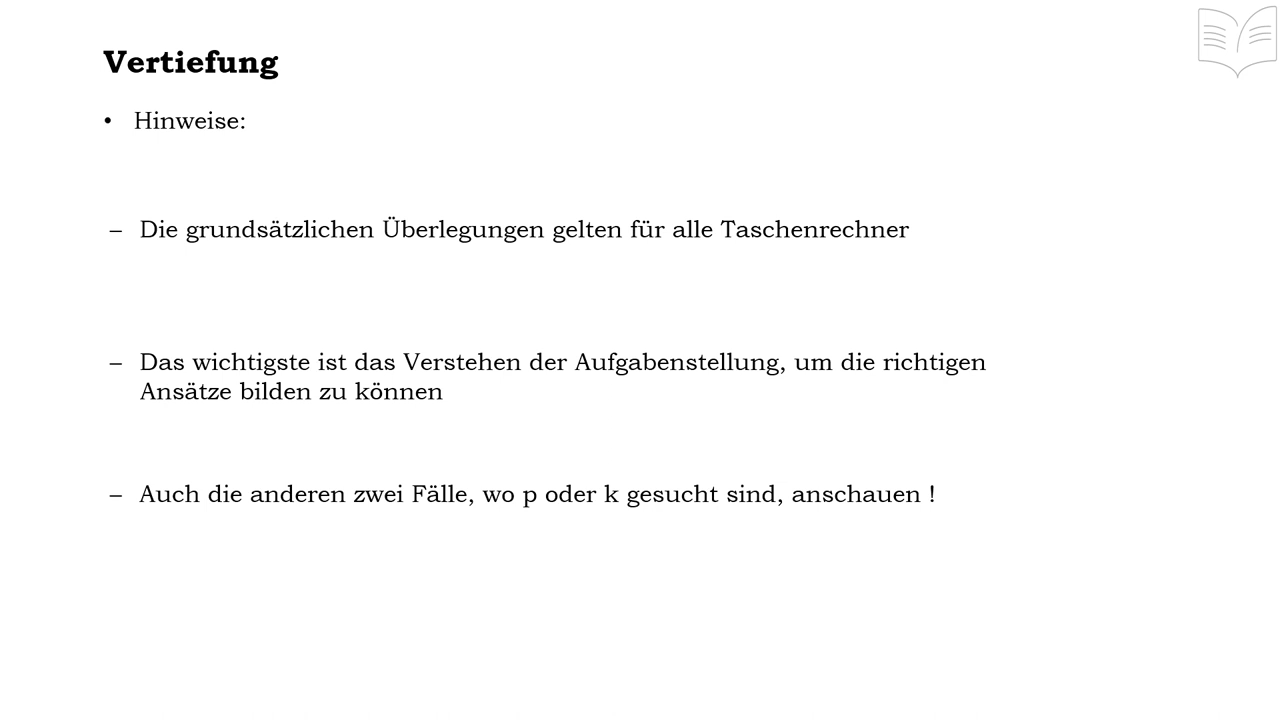 Vertiefung
• Hinweise:
– Die grundsätzlichen Überlegungen gelten für alle Taschenrechner
– Das wichtigste ist das Verstehen der Aufgabenstellung, um die richtigen
Ansätze bilden zu können
– Auch die anderen zwei Fälle, wo p oder k gesucht sind, anschauen !